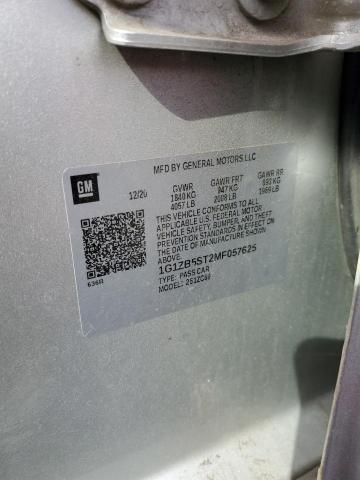 MFD BY GENERAL MOTORS LLC
GM
12/20 GVWR GAWR FRT GAWR RR
1840 KG 947 KG 893 KG
4057 LB 2088 LB 1969 LB
THIS VEHICLE CONFORMS TO ALL
APPLICABLE U.S. FEDERAL MOTOR
VEHICLE SAFETY, BUMPER, AND THEFT
PREVENTION STANDARDS IN EFFECT ON
THE DATE OF MANUFACTURE SHOWN
ABOVE.
1G1ZB5ST2MF057625
TYPE: PASS CAR
MODEL: